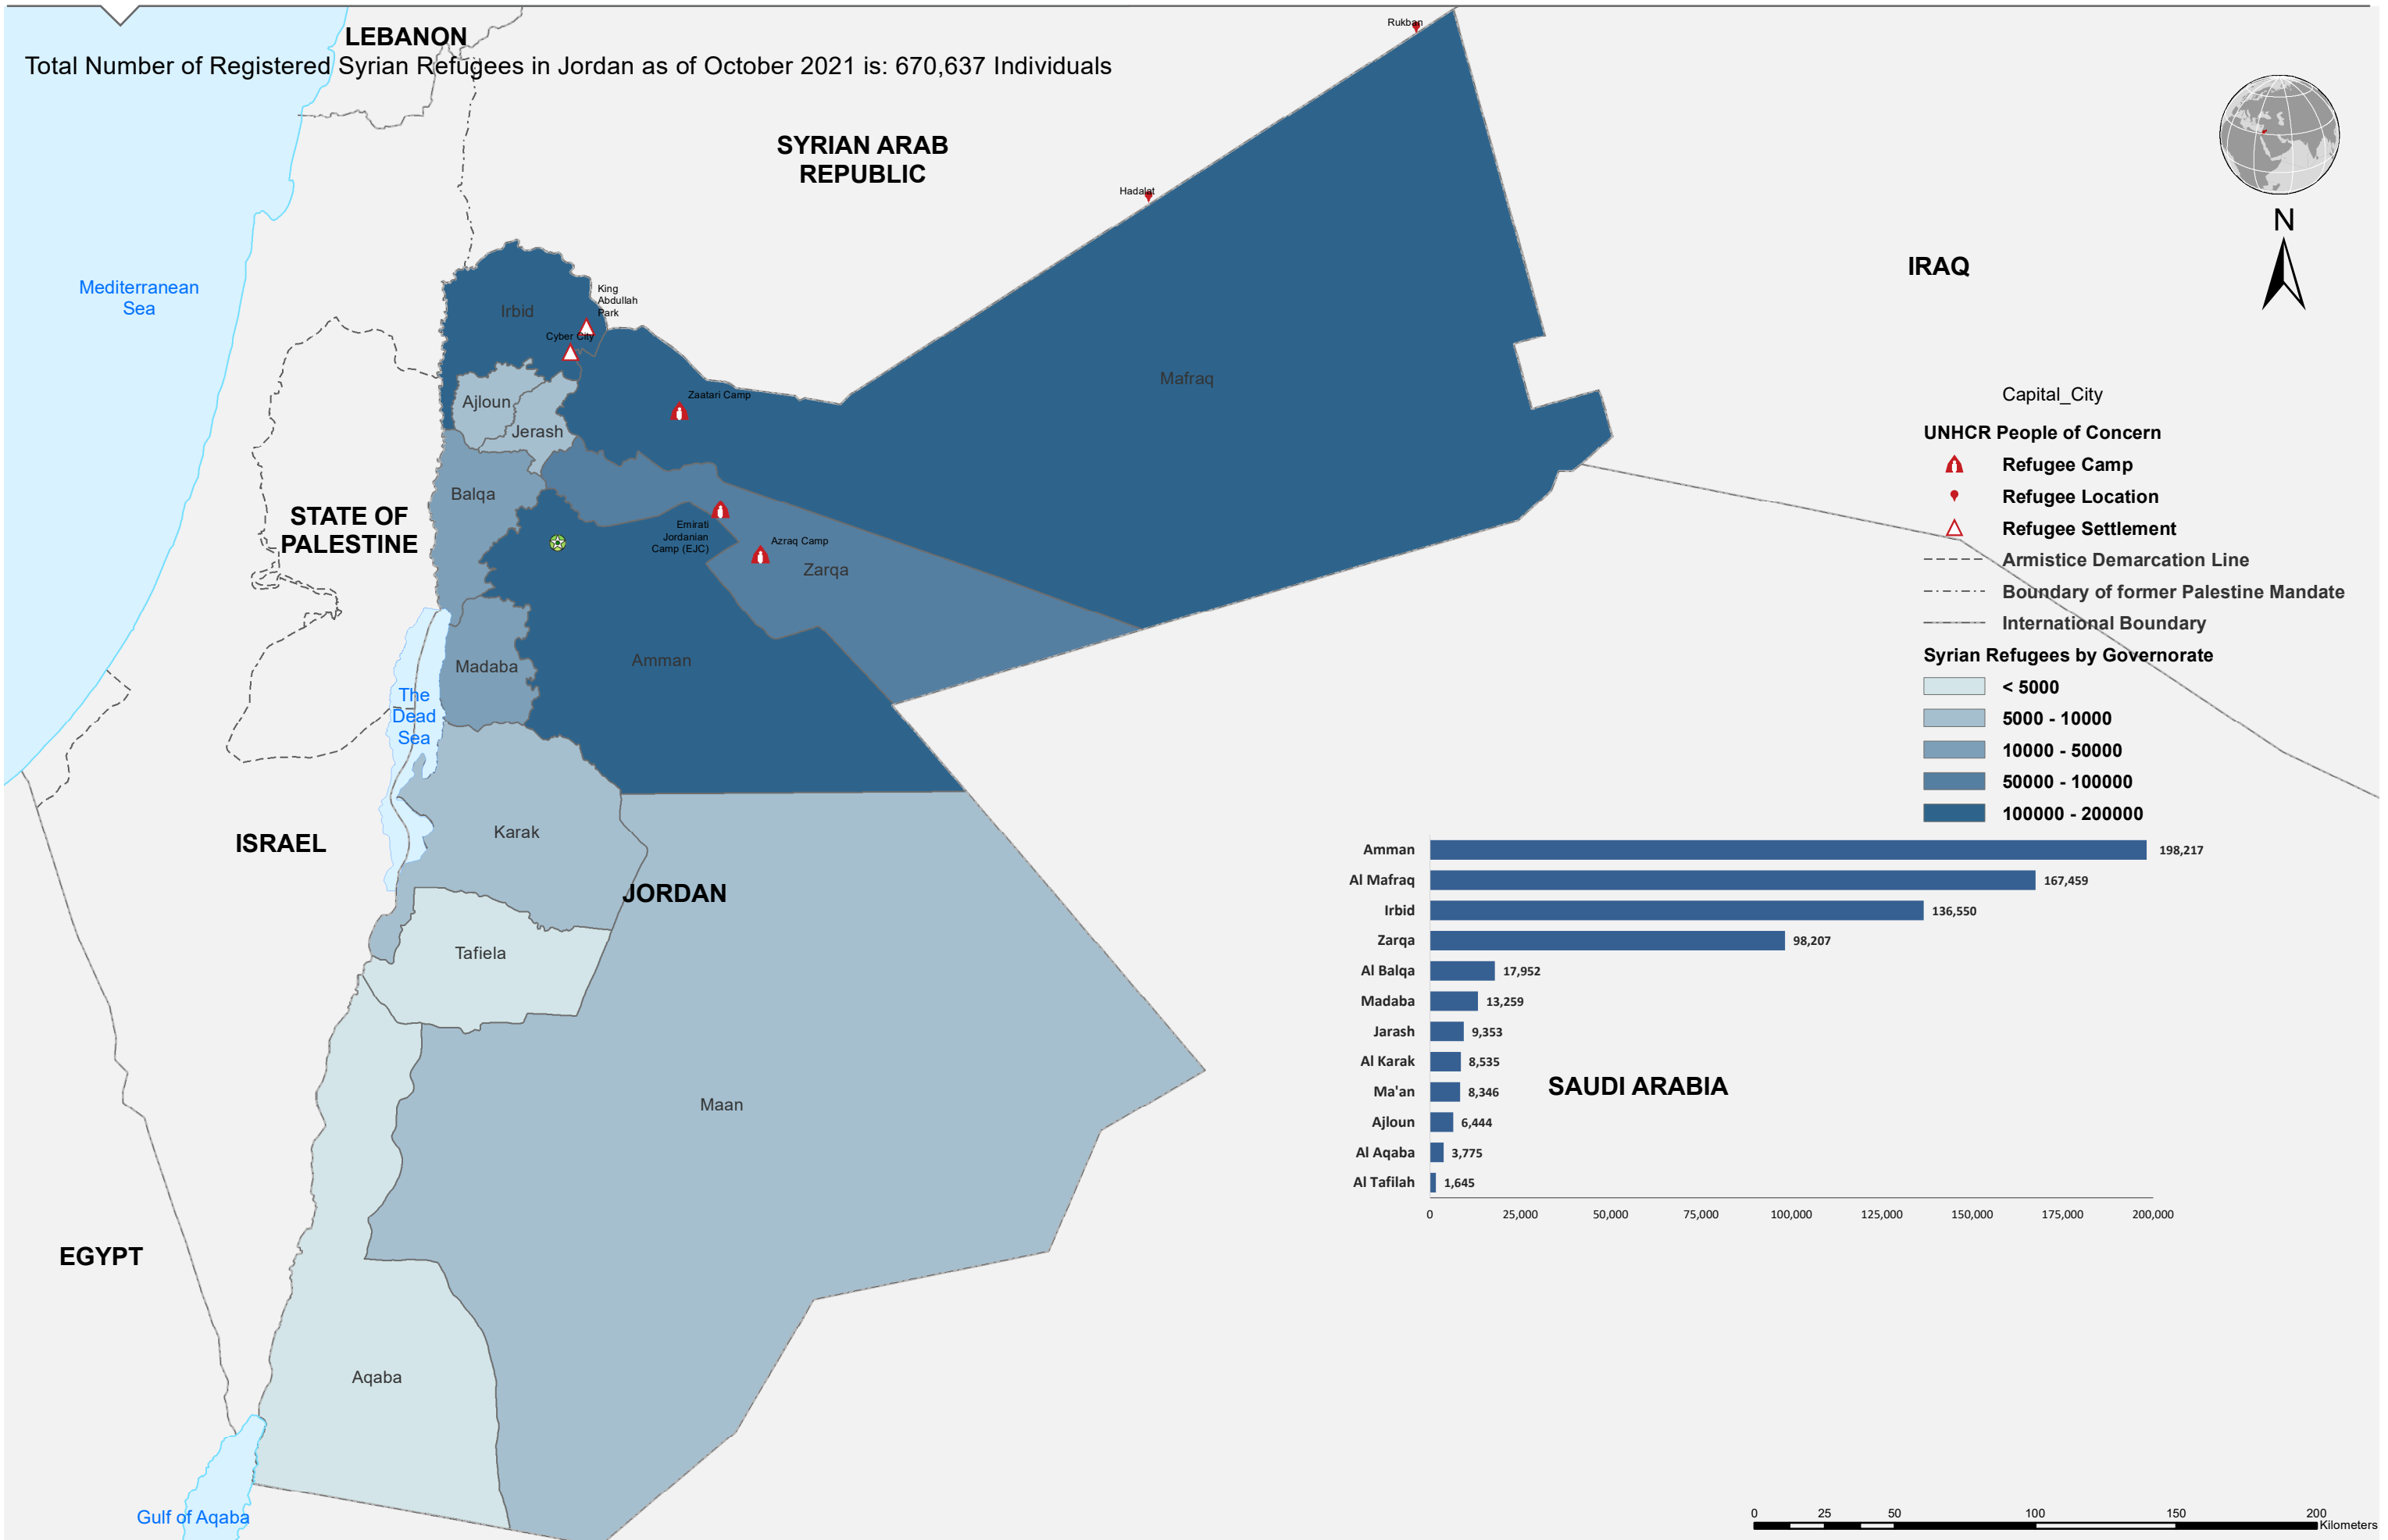 LEBANON
Total Number of Registered Syrian Refugees in Jordan as of October 2021 is: 670,637 Individuals
Rukban
SYRIAN ARAB
REPUBLIC
Hadalat
N
IRAQ
Mediterranean
Sea
Irbid
King
Abdullah
Park
Cyber City
Mafraq
Ajloun
Zaatari Camp
Jerash
Balqa
STATE OF
PALESTINE
Emirati
Jordanian
Camp (EJC)
Azraq Camp
Zarqa
Madaba
Amman
The
Dead
Sea
Karak
ISRAEL
JORDAN
Tafiela
Maan
EGYPT
Aqaba
Gulf of Aqaba
SAUDI ARABIA
Capital_City
UNHCR People of Concern
Refugee Camp
Refugee Location
Refugee Settlement
Armistice Demarcation Line
Boundary of former Palestine Mandate
International Boundary
Syrian Refugees by Governorate
< 5000
5000 - 10000
10000 - 50000
50000 - 100000
100000 - 200000
Amman 198,217
Al Mafraq 167,459
Irbid 136,550
Zarqa 98,207
Al Balqa 17,952
Madaba 13,259
Jarash 9,353
Al Karak 8,535
Ma'an 8,346
Ajloun 6,444
Al Aqaba 3,775
Al Tafilah 1,645
0 25,000 50,000 75,000 100,000 125,000 150,000 175,000 200,000
0 25 50 100 150 200
Kilometers